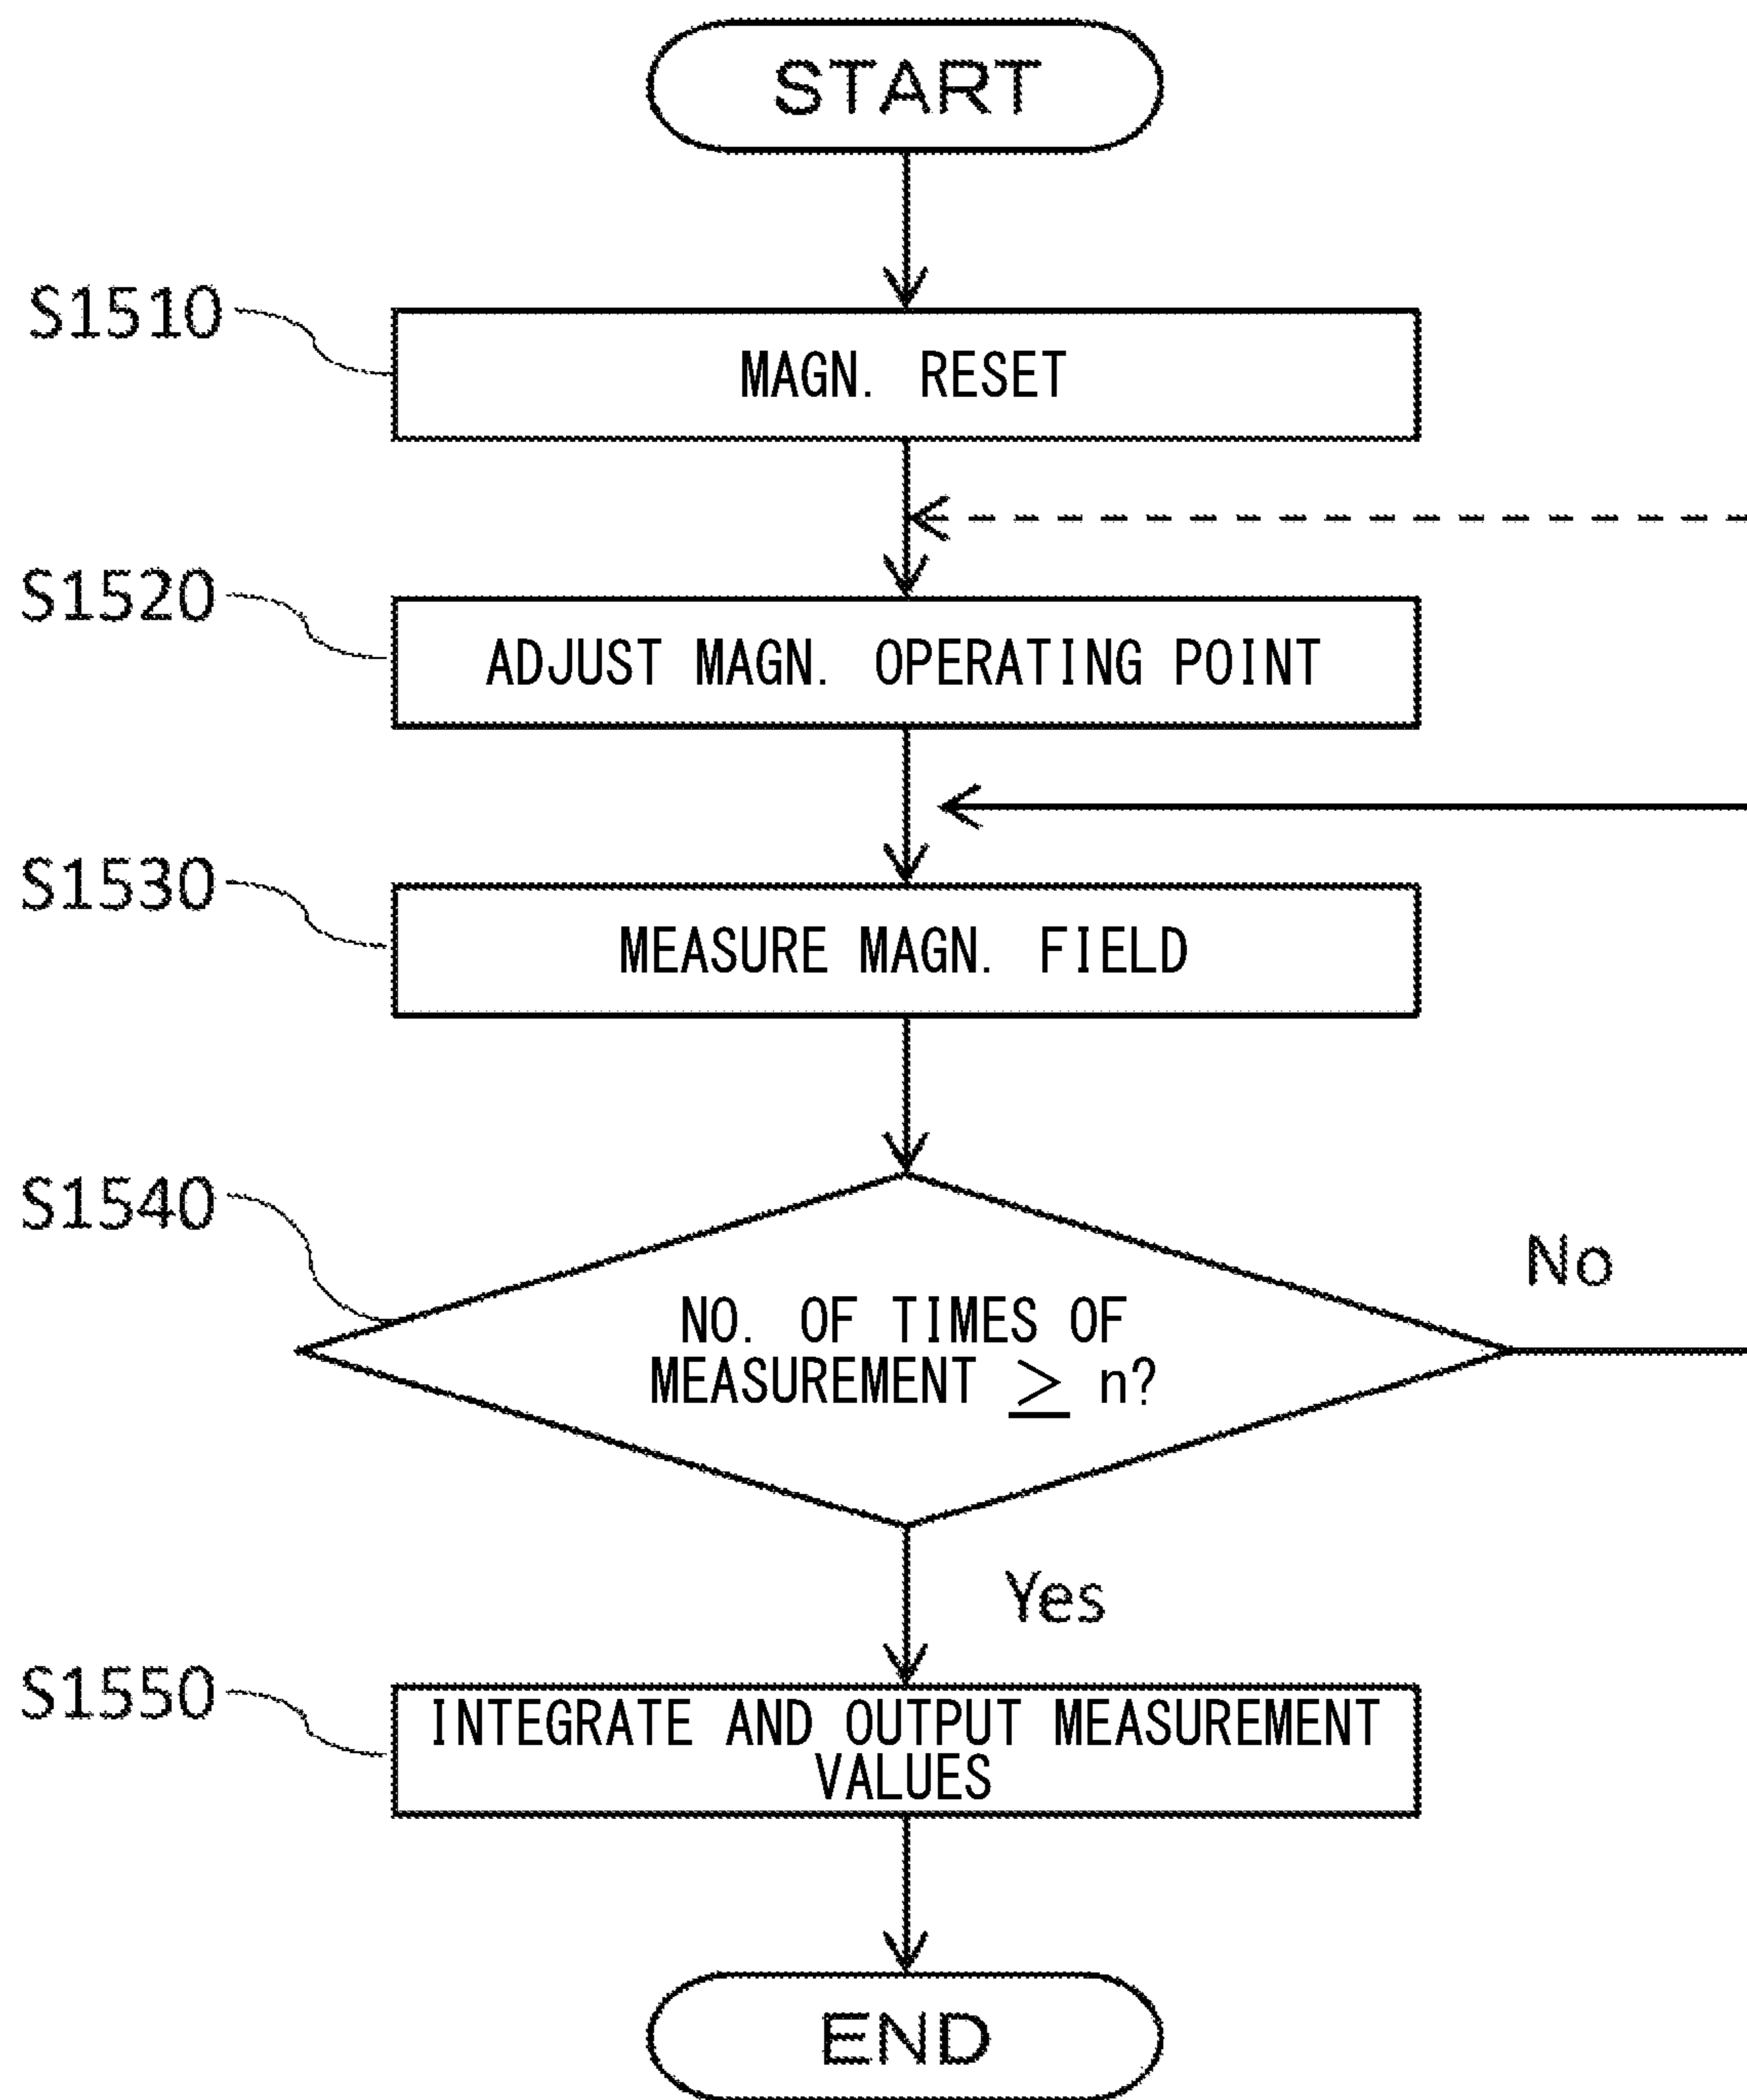 START
S1510
MAGN. RESET
S1520
ADJUST MAGN. OPERATING POINT
S1530
MEASURE MAGN. FIELD
S1540
NO. OF TIMES OF
MEASUREMENT ≥ n?
No
Yes
S1550
INTEGRATE AND OUTPUT MEASUREMENT
VALUES
END